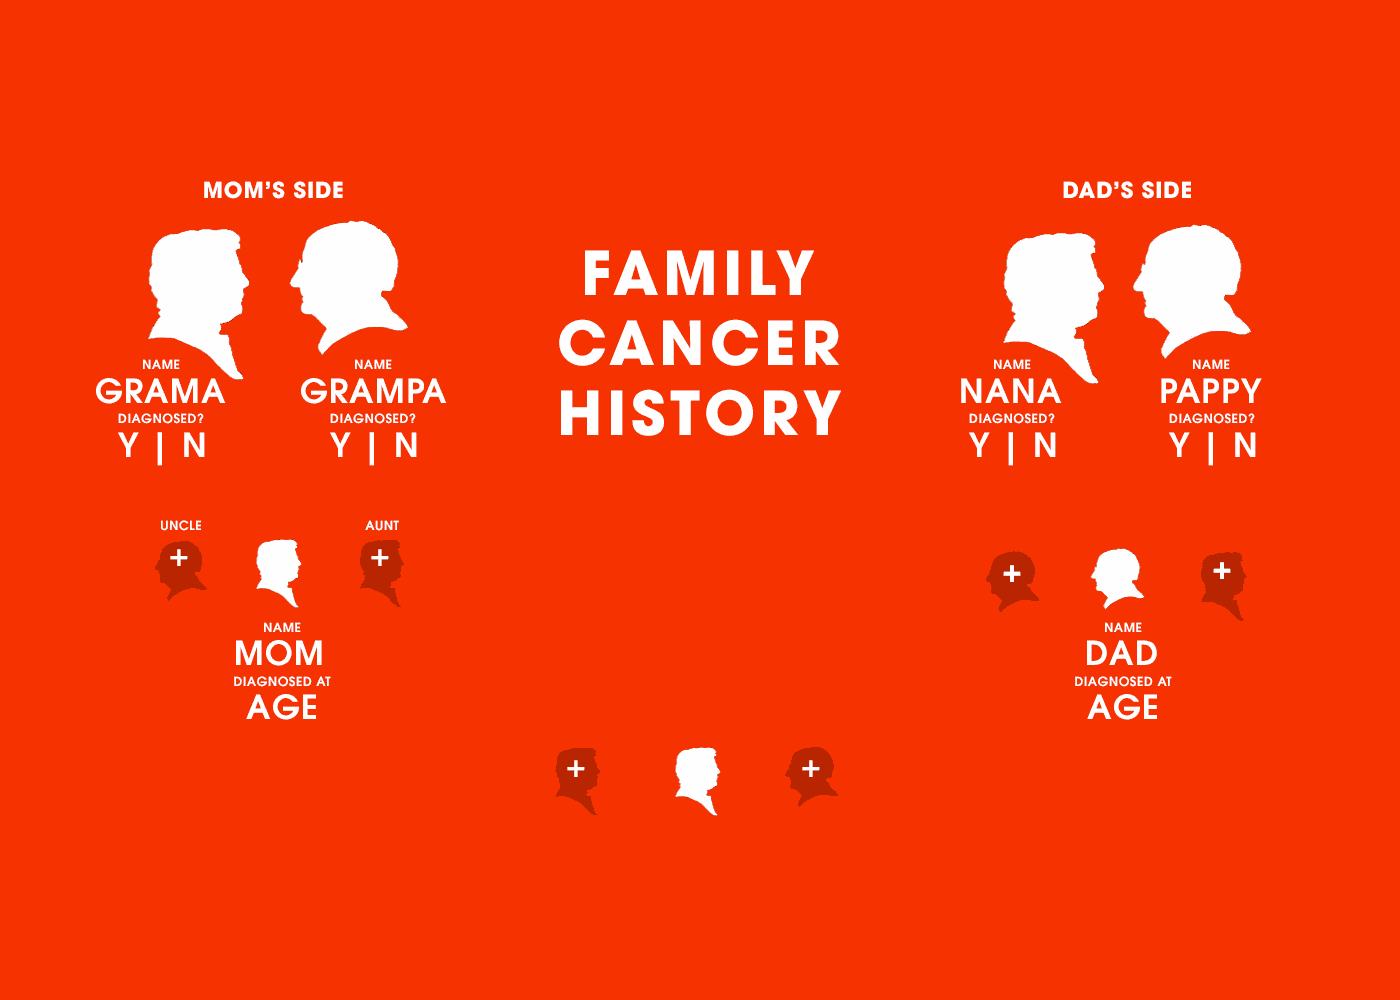 MOM'S SIDE
NAME
GRAMA
DIAGNOSED?
Y | N
NAME
GRAMPA
DIAGNOSED?
Y | N
UNCLE
+
AUNT
+
NAME
MOM
DIAGNOSED AT
AGE
FAMILY
CANCER
HISTORY
+
+
DAD'S SIDE
NAME
NANA
DIAGNOSED?
Y | N
NAME
PAPPY
DIAGNOSED?
Y | N
+
+
NAME
DAD
DIAGNOSED AT
AGE